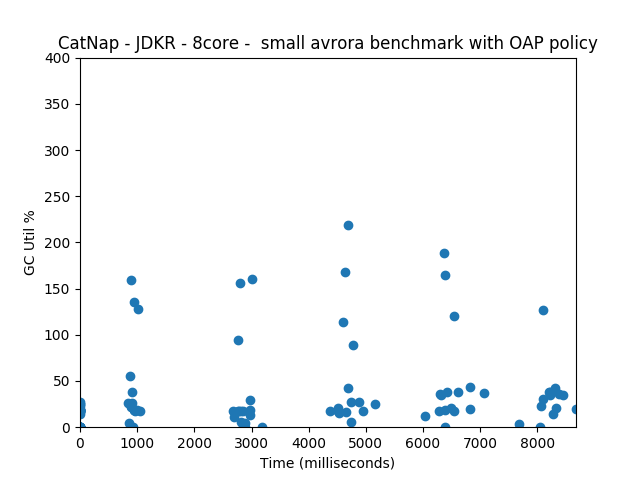 CatNap - JDKR - 8core -  small avrora benchmark with OAP policy
400
350
300
250
200
150
100
50
0
GC Util %
0 1000 2000 3000 4000 5000 6000 7000 8000
Time (milliseconds)